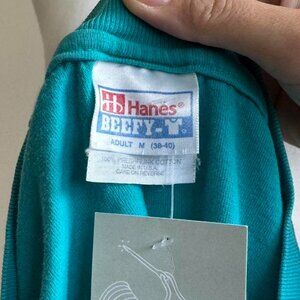 Hanes®
BEEFY-T
ADULT M (38-40)
100% PRESHRUNK COTTON
MADE IN U.S.A.
CARE ON REVERSE